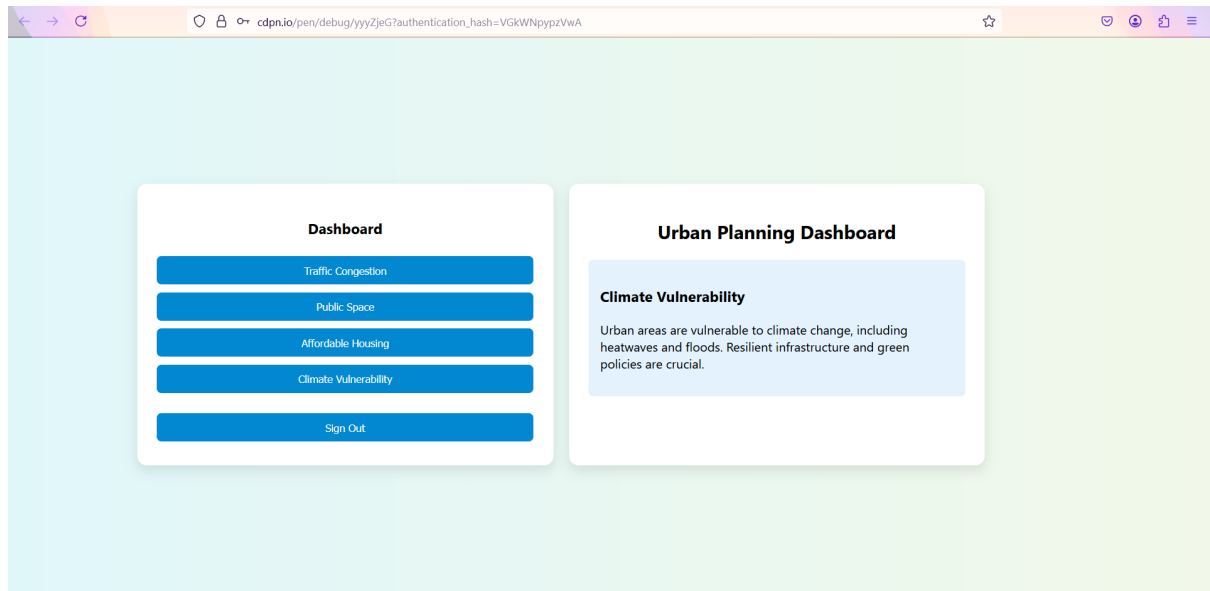 cdpn.io/pen/debug/yyyZjeG?authentication_hash=VGkWNpypzVwA
Dashboard
Traffic Congestion
Public Space
Affordable Housing
Climate Vulnerability
Sign Out
Urban Planning Dashboard
Climate Vulnerability
Urban areas are vulnerable to climate change, including
heatwaves and floods. Resilient infrastructure and green
policies are crucial.